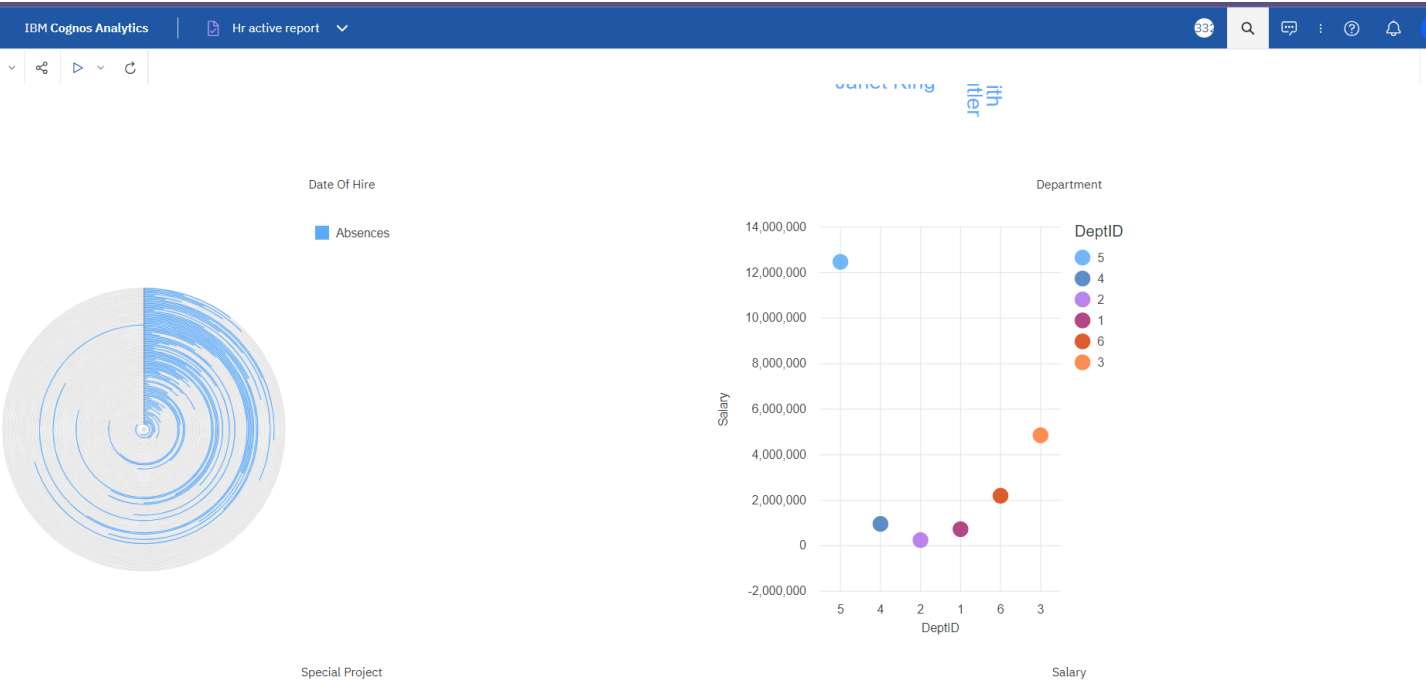 IBM Cognos Analytics
Hr active report
332
Janet King
ith
itler
Date Of Hire
Absences
Department
14,000,000
12,000,000
10,000,000
8,000,000
6,000,000
4,000,000
2,000,000
0
-2,000,000
Salary
5
4
2
1
6
3
DeptID
DeptID
5
4
2
1
6
3
Special Project
Salary